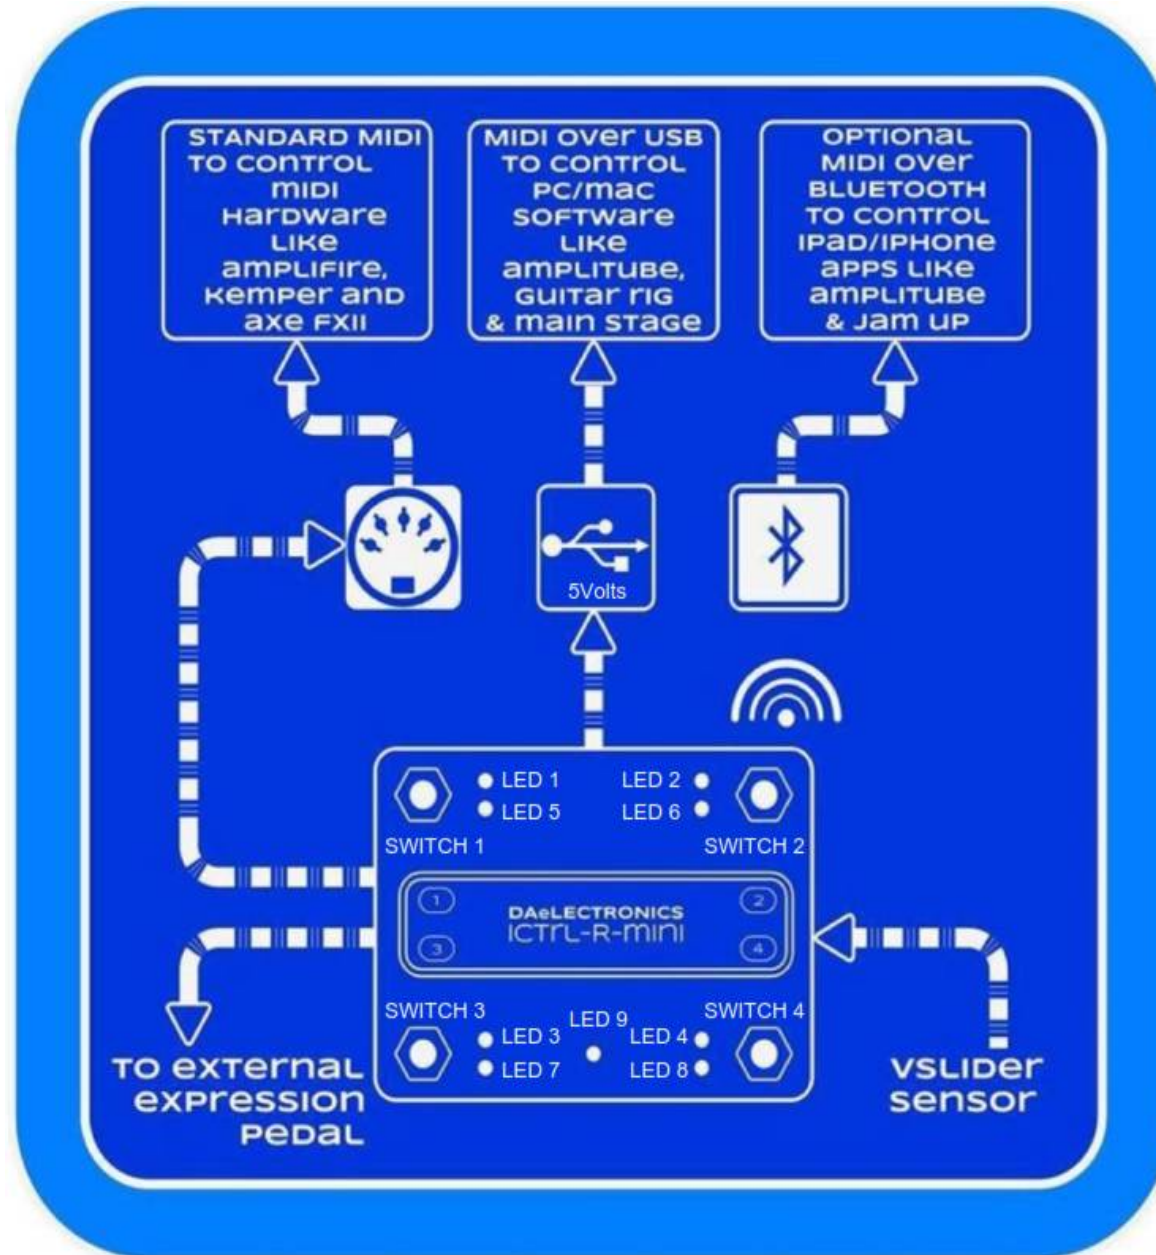 STANDARD MIDI
TO CONTROL
MIDI
HARDWARE
LIKE
AMPLIFIRE,
KEMPER AND
AXE FXII
MIDI OVER USB
TO CONTROL
PC/MAC
SOFTWARE
LIKE
AMPLITUBE,
GUITAR RIG
& MAIN STAGE
OPTIONAL
MIDI OVER
BLUETOOTH
TO CONTROL
IPAD/IPHONE
APPS LIKE
AMPLITUBE
& JAM UP
5Volts
LED 1
LED 2
LED 5
LED 6
SWITCH 1
SWITCH 2
1
2
DAeLECTRONICS
ICTRL-R-MINI
3
4
SWITCH 3
SWITCH 4
LED 9
LED 3
LED 4
LED 7
LED 8
TO EXTERNAL
EXPRESSION
PEDAL
VSLIDER
SENSOR